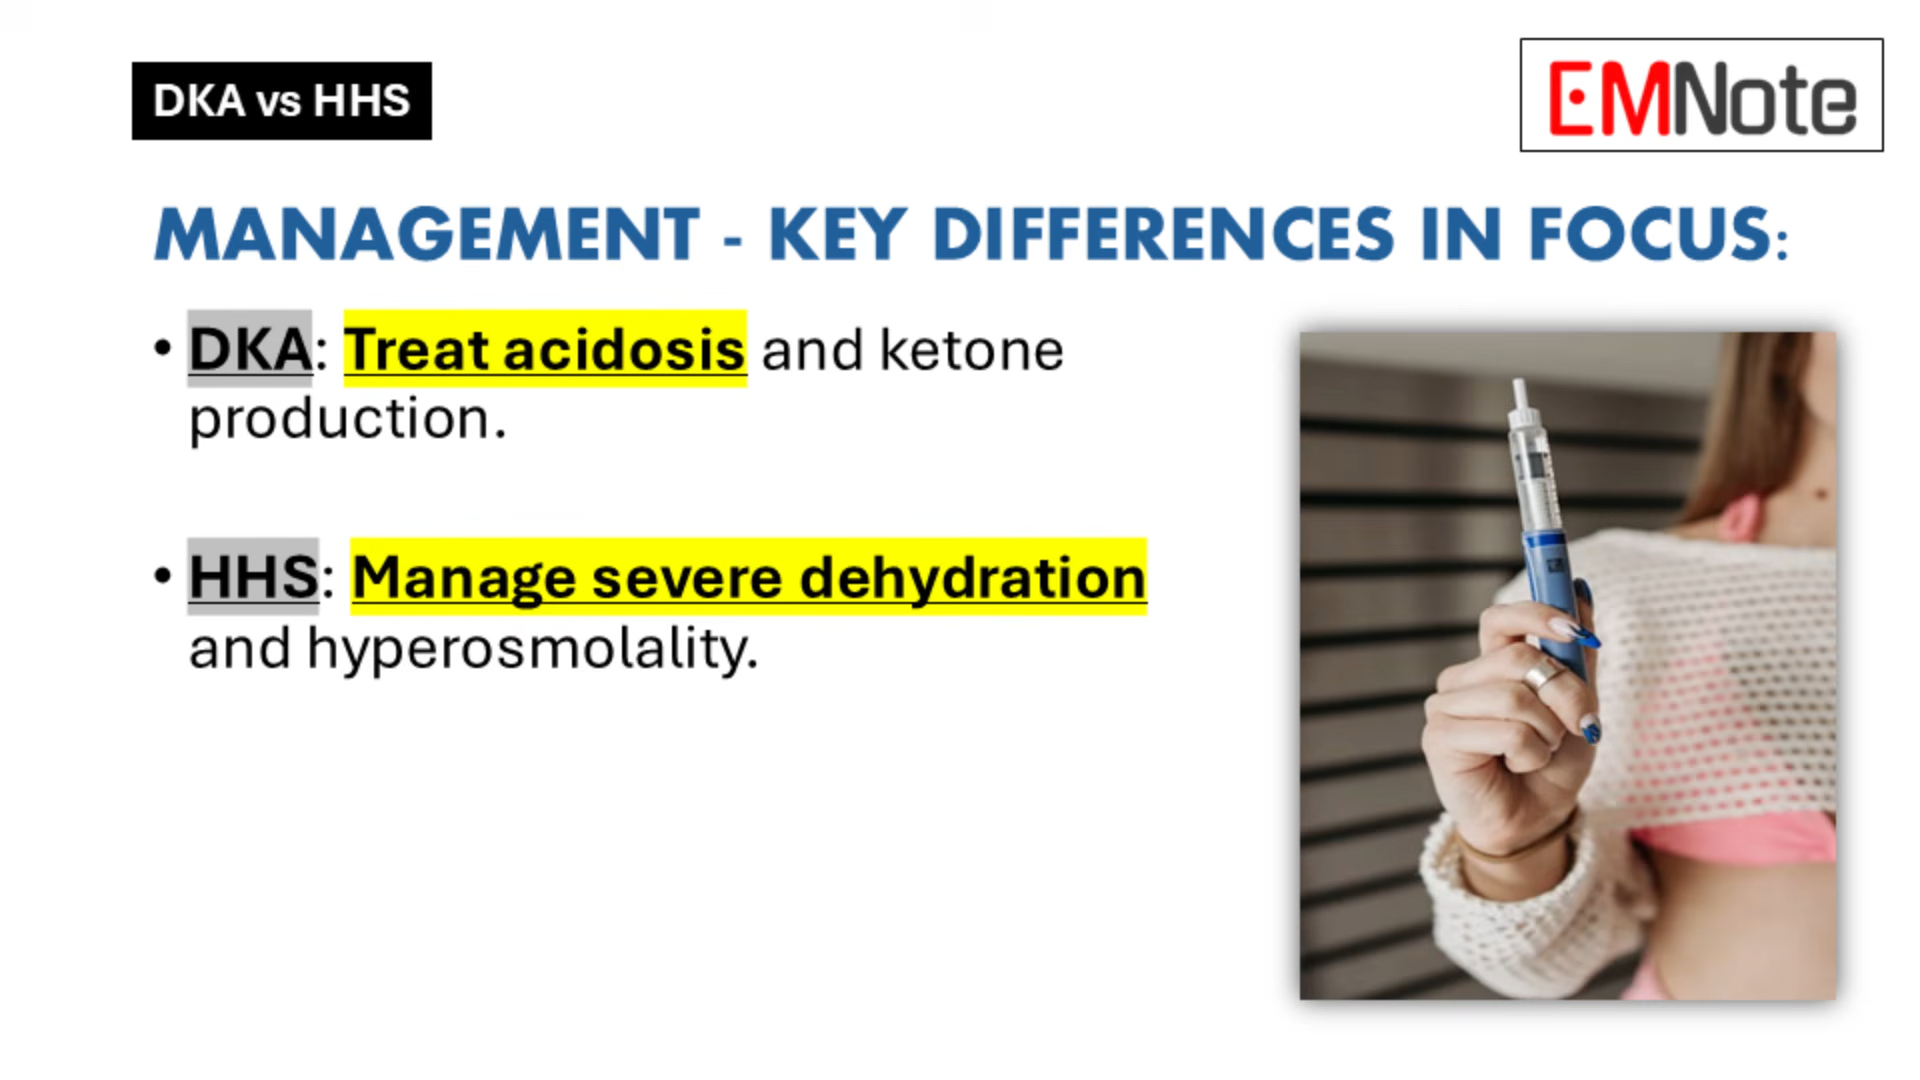 DKA vs HHS
EMNote
MANAGEMENT - KEY DIFFERENCES IN FOCUS:
• DKA: Treat acidosis and ketone
production.
• HHS: Manage severe dehydration
and hyperosmolality.